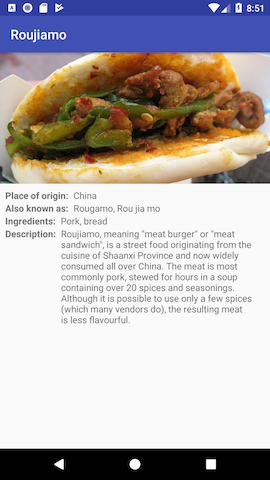 8:51
Roujiamo
Place of origin: China
Also known as: Rougamo, Rou jia mo
Ingredients: Pork, bread
Description: Roujiamo, meaning "meat burger" or "meat
sandwich", is a street food originating from the
cuisine of Shaanxi Province and now widely
consumed all over China. The meat is most
commonly pork, stewed for hours in a soup
containing over 20 spices and seasonings.
Although it is possible to use only a few spices
(which many vendors do), the resulting meat
is less flavourful.